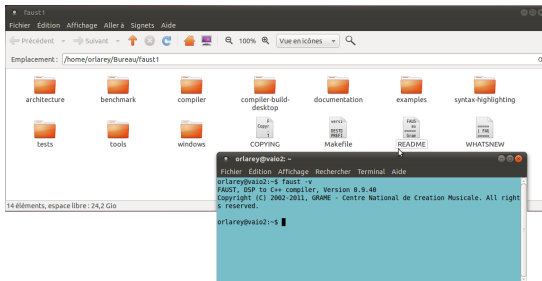 faust1
Fichier Édition Affichage Aller à Signets Aide
Précédent Suivant 100% Vue en icônes
Emplacement : /home/orlarey/Bureau/faust1
architecture benchmark compiler compiler-build-desktop documentation examples syntax-highlighting
tests tools windows COPYING Makefile README WHATSNEW
14 éléments, espace libre : 24,2 Gio
orlarey@vaio2: ~
Fichier Édition Affichage Rechercher Terminal Aide
orlarey@vaio2:~$ faust -v
FAUST, DSP to C++ compiler, Version 0.9.40
Copyright (C) 2002-2011, GRAME - Centre National de Creation Musicale. All right
s reserved.
orlarey@vaio2:~$